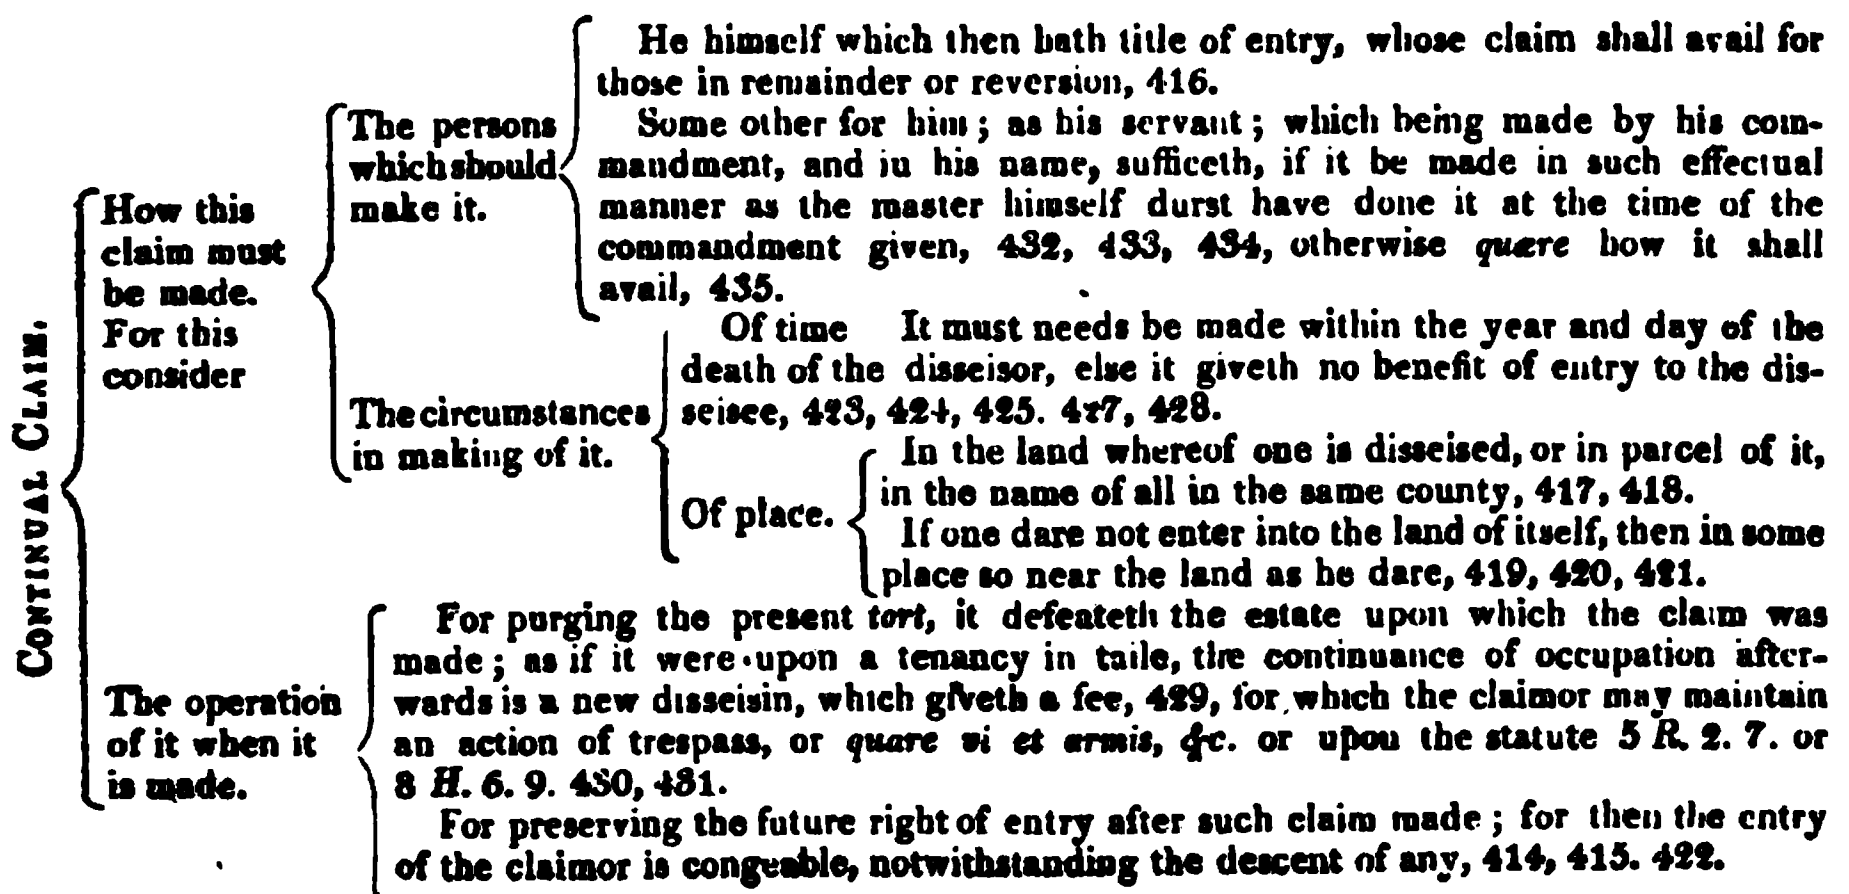 CONTINUAL CLAIM.
How this
claim must
be made.
For this
consider
The persons
which should
make it.
He himself which then hath title of entry, whose claim shall avail for
those in remainder or reversion, 416.
Some other for him; as his servant; which being made by his com-
mandment, and in his name, sufficeth, if it be made in such effectual
manner as the master himself durst have done it at the time of the
commandment given, 432, 433, 434, otherwise quære how it shall
avail, 435.
The circumstances
in making of it.
Of time It must needs be made within the year and day of the
death of the disseisor, else it giveth no benefit of entry to the dis-
seisee, 423, 424, 425. 427, 428.
Of place.
In the land whereof one is disseised, or in parcel of it,
in the name of all in the same county, 417, 418.
If one dare not enter into the land of itself, then in some
place so near the land as he dare, 419, 420, 421.
The operation
of it when it
is made.
For purging the present tort, it defeateth the estate upon which the claim was
made; as if it were upon a tenancy in taile, the continuance of occupation after-
wards is a new disseisin, which giveth a fee, 429, for which the claimor may maintain
an action of trespass, or quare vi et armis, &c. or upon the statute 5 R. 2. 7. or
8 H. 6. 9. 430, 431.
For preserving the future right of entry after such claim made; for then the entry
of the claimor is congeable, notwithstanding the descent of any, 414, 415. 422.